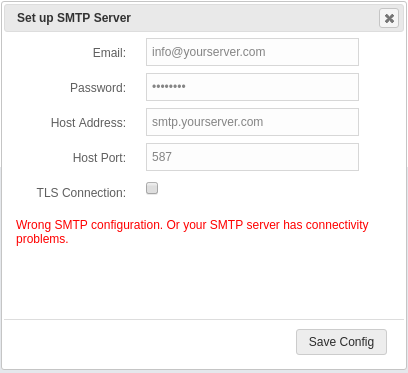 Set up SMTP Server
Email: info@yourserver.com
Password: ••••••••
Host Address: smtp.yourserver.com
Host Port: 587
TLS Connection:
Wrong SMTP configuration. Or your SMTP server has connectivity
problems.
Save Config